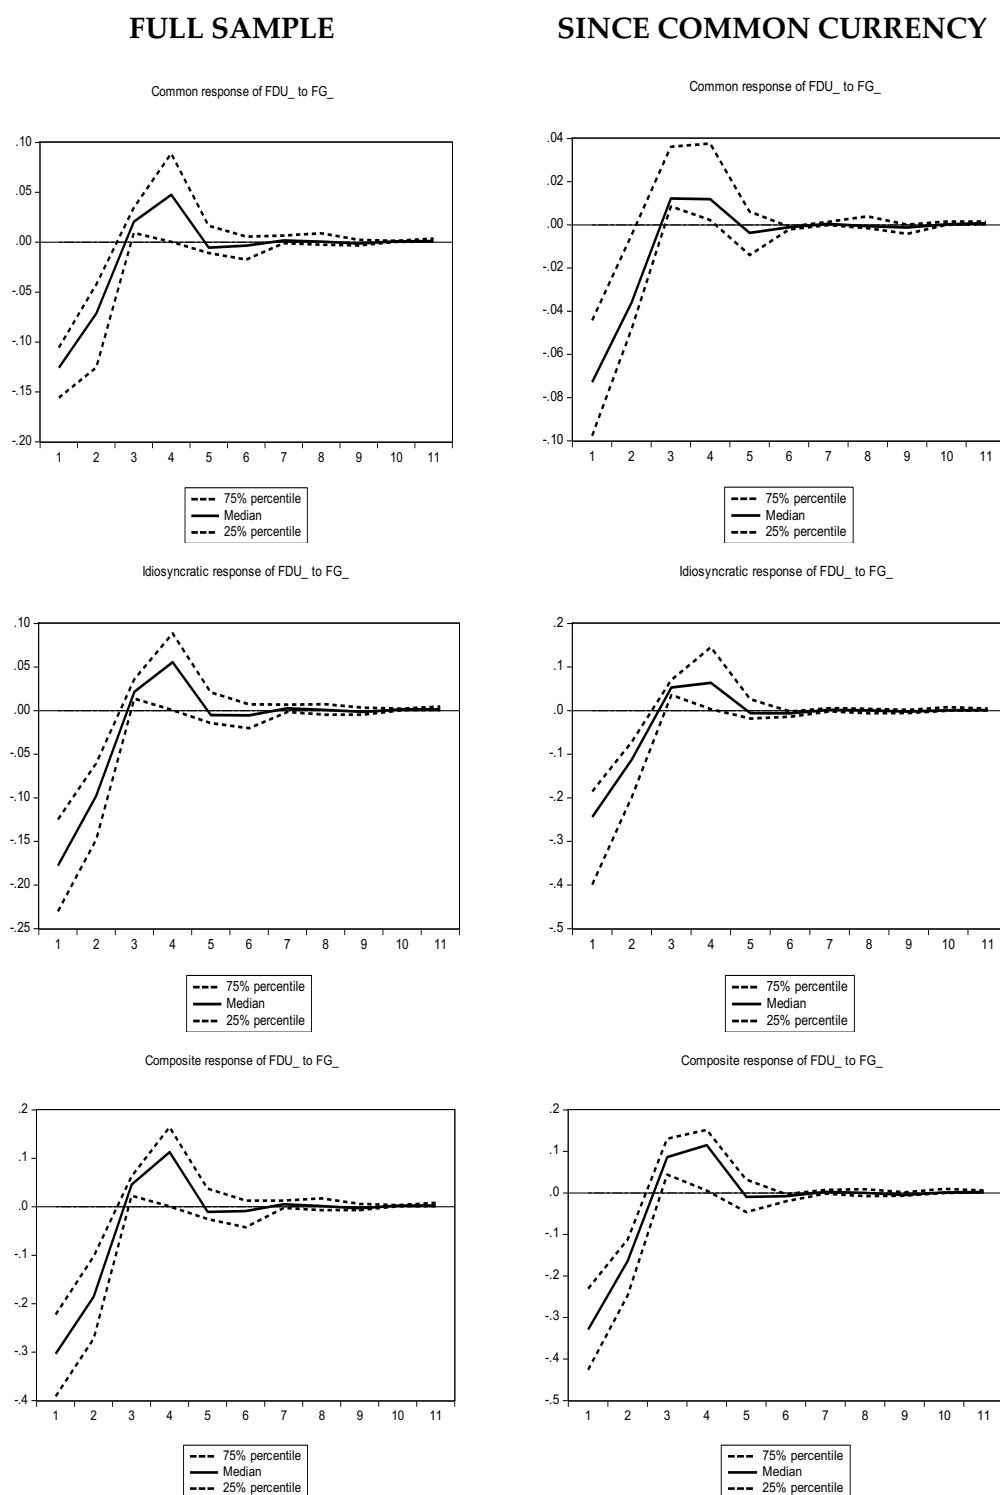 FULL SAMPLE
SINCE COMMON CURRENCY
Common response of FDU_ to FG_
.10
.05
.00
-.05
-.10
-.15
-.20
1 2 3 4 5 6 7 8 9 10 11
75% percentile
Median
25% percentile
Common response of FDU_ to FG_
.04
.02
.00
-.02
-.04
-.06
-.08
-.10
1 2 3 4 5 6 7 8 9 10 11
75% percentile
Median
25% percentile
Idiosyncratic response of FDU_ to FG_
.10
.05
.00
-.05
-.10
-.15
-.20
-.25
1 2 3 4 5 6 7 8 9 10 11
75% percentile
Median
25% percentile
Idiosyncratic response of FDU_ to FG_
.2
.1
.0
-.1
-.2
-.3
-.4
-.5
1 2 3 4 5 6 7 8 9 10 11
75% percentile
Median
25% percentile
Composite response of FDU_ to FG_
.2
.1
.0
-.1
-.2
-.3
-.4
1 2 3 4 5 6 7 8 9 10 11
75% percentile
Median
25% percentile
Composite response of FDU_ to FG_
.2
.1
.0
-.1
-.2
-.3
-.4
-.5
1 2 3 4 5 6 7 8 9 10 11
75% percentile
Median
25% percentile